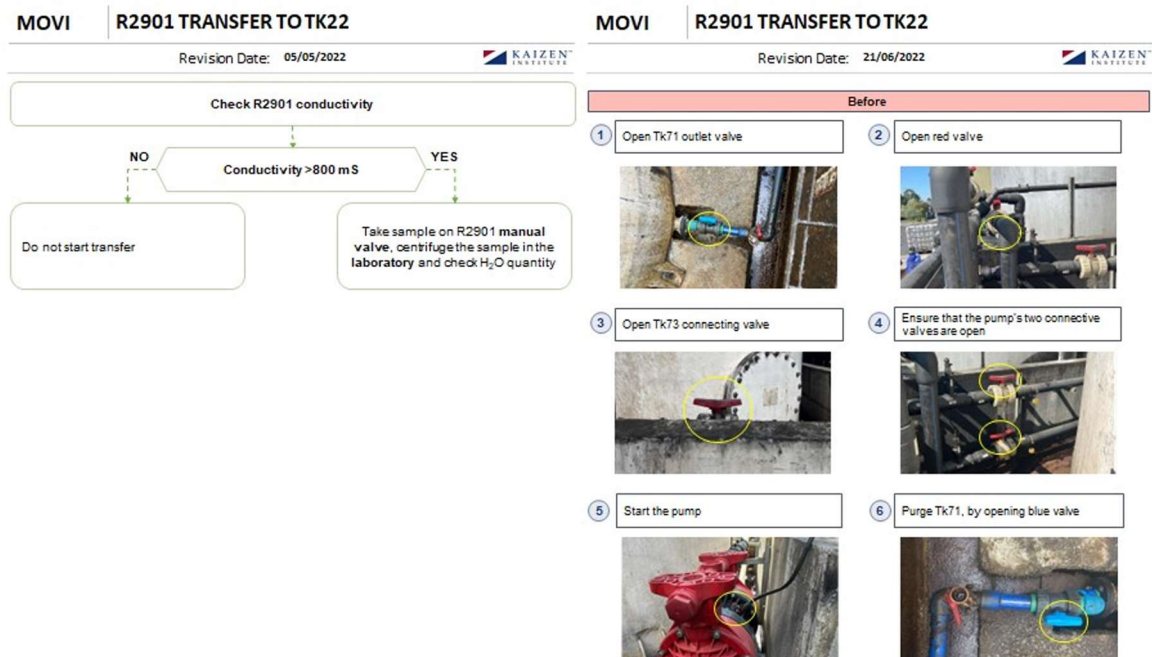 MOVI
R2901 TRANSFER TO TK22
Revision Date: 05/05/2022
KAIZEN™
INSTITUTE
Check R2901 conductivity
NO
Conductivity >800 mS
YES
Do not start transfer
Take sample on R2901 manual
valve, centrifuge the sample in the
laboratory and check H₂O quantity
MOVI
R2901 TRANSFER TO TK22
Revision Date: 21/06/2022
KAIZEN™
INSTITUTE
Before
1
Open Tk71 outlet valve
2
Open red valve
3
Open Tk73 connecting valve
4
Ensure that the pump's two connective
valves are open
5
Start the pump
6
Purge Tk71, by opening blue valve